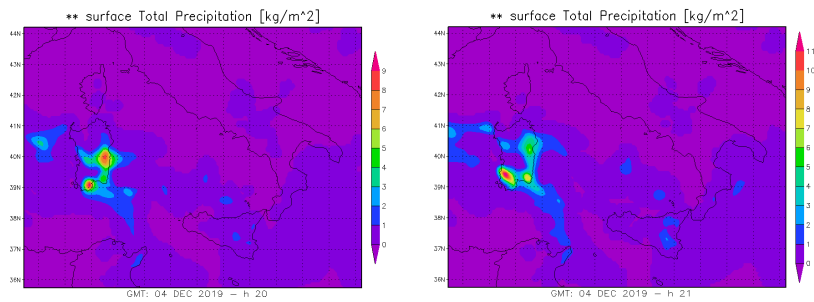 ** surface Total Precipitation [kg/m^2]
44N
43N
42N
41N
40N
39N
38N
37N
36N
9
8
7
6
5
4
3
2
1
0
GMT: 04 DEC 2019 – h 20
** surface Total Precipitation [kg/m^2]
44N
43N
42N
41N
40N
39N
38N
37N
36N
11
10
9
8
7
6
5
4
3
2
1
0
GMT: 04 DEC 2019 – h 21